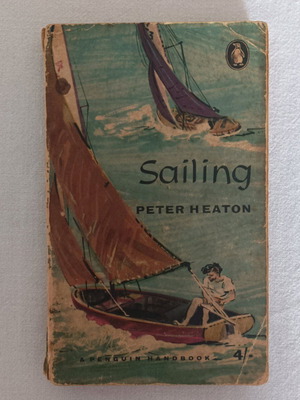 Sailing
PETER HEATON
A PENGUIN HANDBOOK
4/-